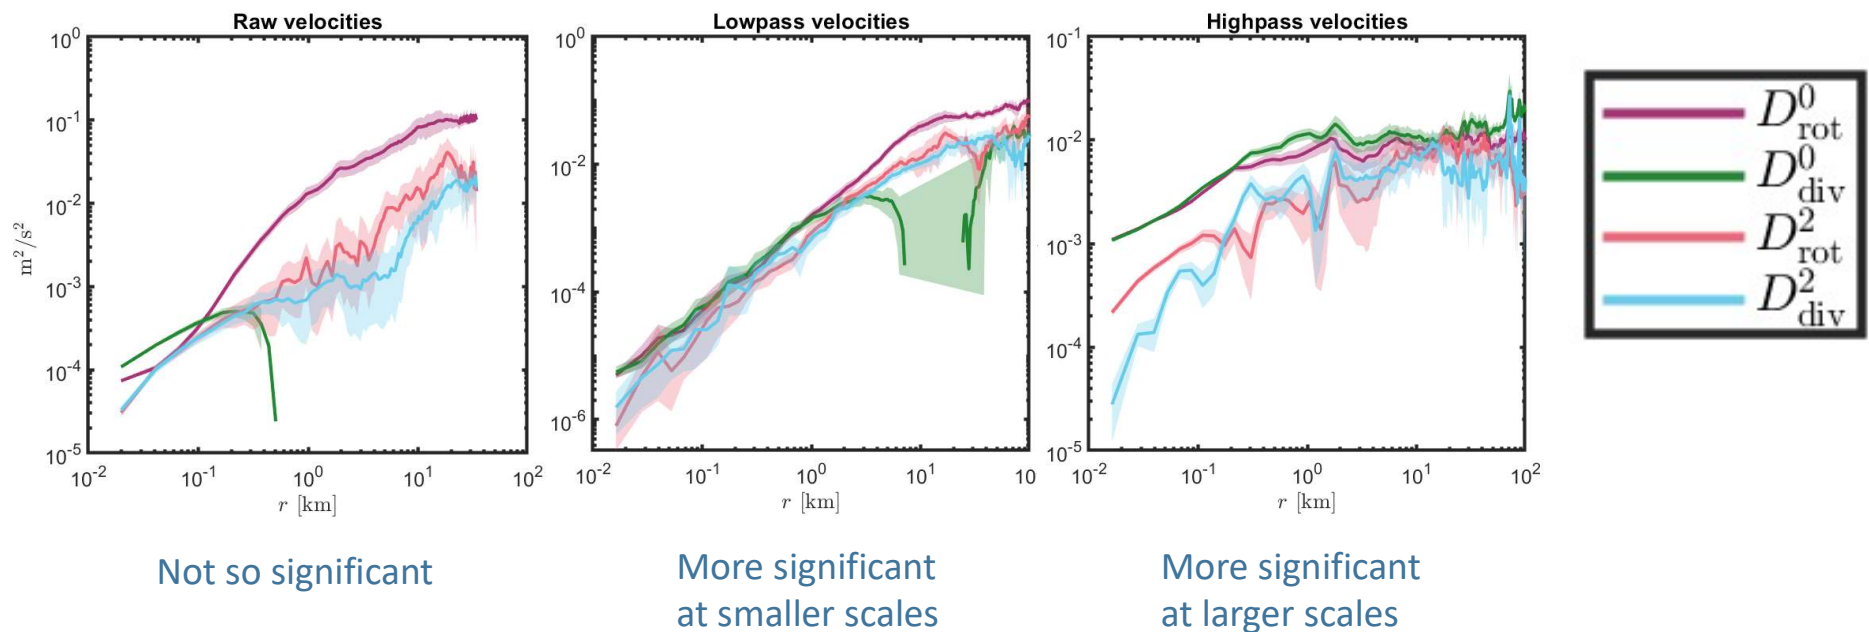 Raw velocities
10^0
10^-1
10^-2
10^-3
10^-4
10^-5
m^2/s^2
10^-2 10^-1 10^0 10^1 10^2
r [km]
Lowpass velocities
10^0
10^-2
10^-4
10^-6
10^-2 10^-1 10^0 10^1 10
r [km]
Highpass velocities
10^-1
10^-2
10^-3
10^-4
10^-5
10^-2 10^-1 10^0 10^1 10^2
r [km]
D^0_rot
D^0_div
D^2_rot
D^2_div
Not so significant
More significant
at smaller scales
More significant
at larger scales